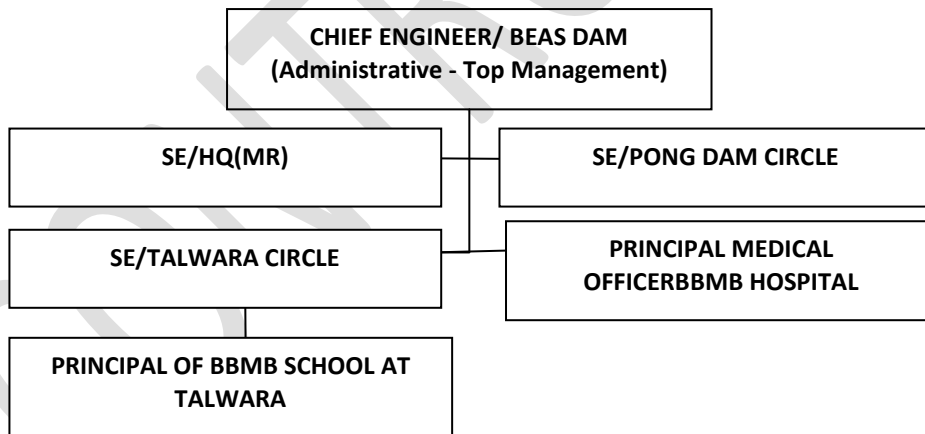 CHIEF ENGINEER/ BEAS DAM
(Administrative - Top Management)
SE/HQ(MR)
SE/PONG DAM CIRCLE
SE/TALWARA CIRCLE
PRINCIPAL MEDICAL
OFFICERBBMB HOSPITAL
PRINCIPAL OF BBMB SCHOOL AT
TALWARA